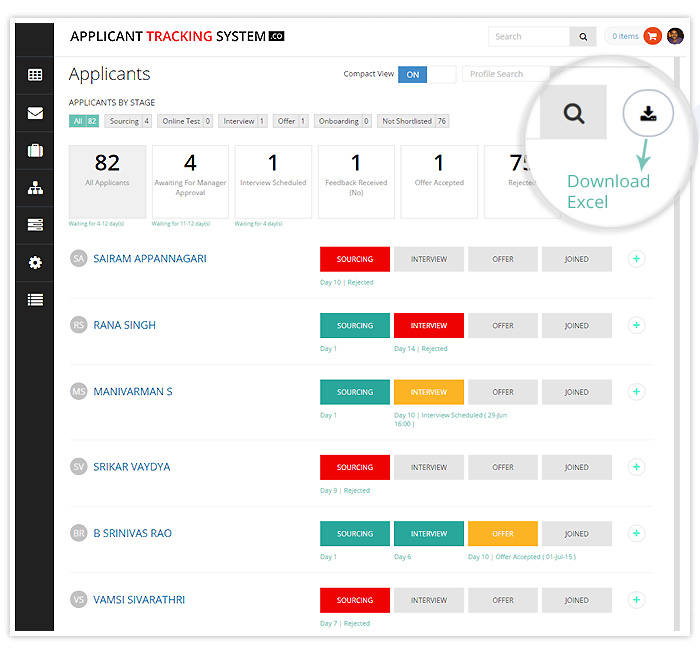 APPLICANT TRACKING SYSTEM .CO
Search
0 items
Applicants
Compact View ON
Profile Search
APPLICANTS BY STAGE
All 82
Sourcing 4
Online Test 0
Interview 1
Offer 1
Onboarding 0
Not Shortlisted 76
82
All Applicants
Waiting for 4-12 day(s)
4
Awaiting For Manager
Approval
Waiting for 11-12 day(s)
1
Interview Scheduled
Waiting for 4 day(s)
1
Feedback Received
(No)
1
Offer Accepted
Download
Excel
SA SAIRAM APPANNAGARI
SOURCING INTERVIEW OFFER JOINED
Day 10 | Rejected
RS RANA SINGH
SOURCING INTERVIEW OFFER JOINED
Day 1 Day 14 | Rejected
MS MANIVARMAN S
SOURCING INTERVIEW OFFER JOINED
Day 1 Day 10 | Interview Scheduled ( 29-Jun
16:00 )
SV SRIKAR VAYDYA
SOURCING INTERVIEW OFFER JOINED
Day 9 | Rejected
BR B SRINIVAS RAO
SOURCING INTERVIEW OFFER JOINED
Day 1 Day 6 Day 10 | Offer Accepted ( 01-Jul-15 )
VS VAMSI SIVARATHRI
SOURCING INTERVIEW OFFER JOINED
Day 7 | Rejected